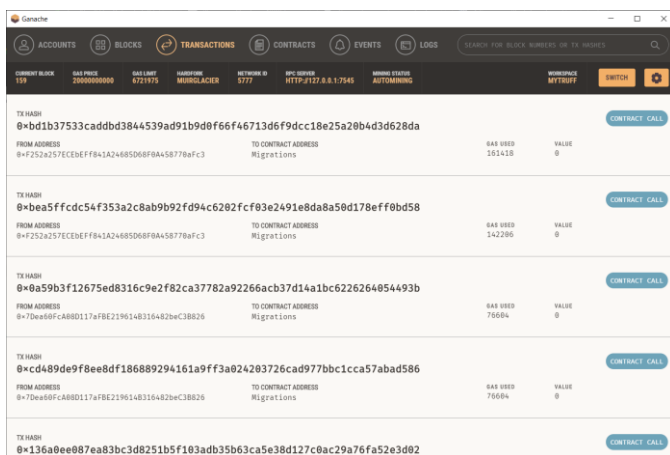 Ganache
ACCOUNTS BLOCKS TRANSACTIONS CONTRACTS EVENTS LOGS SEARCH FOR BLOCK NUMBERS OR TX HASHES
CURRENT BLOCK GAS PRICE GAS LIMIT HARDFORK NETWORK ID RPC SERVER MINING STATUS WORKSPACE
159 20000000000 6721975 MUIRGLACIER 5777 HTTP://127.0.0.1:7545 AUTOMINING MYTBUFF SWITCH
TX HASH
0×bd1b37533caddbd3844539ad91b9d0f66f46713d6f9dcc18e25a20b4d3d628da CONTRACT CALL
FROM ADDRESS TO CONTRACT ADDRESS GAS USED VALUE
0×F252a257ECEbEFf841A24685D68F0A458770aFc3 Migrations 161418 0
TX HASH
0×bea5ffcdc54f353a2c8ab9b92fd94c6202fcf03e2491e8da8a50d178eff0bd58 CONTRACT CALL
FROM ADDRESS TO CONTRACT ADDRESS GAS USED VALUE
0×F252a257ECEbEFf841A24685D68F0A458770aFc3 Migrations 142206 0
TX HASH
0×0a59b3f12675ed8316c9e2f82ca37782a92266acb37d14a1bc6226264054493b CONTRACT CALL
FROM ADDRESS TO CONTRACT ADDRESS GAS USED VALUE
0×7Dea60FcA08D117aFBE219614B316482beC3B826 Migrations 76604 0
TX HASH
0×cd489de9f8ee8df186889294161a9ff3a024203726cad977bbc1cca57abad586 CONTRACT CALL
FROM ADDRESS TO CONTRACT ADDRESS GAS USED VALUE
0×7Dea60FcA08D117aFBE219614B316482beC3B826 Migrations 76604 0
TX HASH
0×136a0ee087ea83bc3d8251b5f103adb35b63ca5e38d127c0ac29a76fa52e3d02 CONTRACT CALL